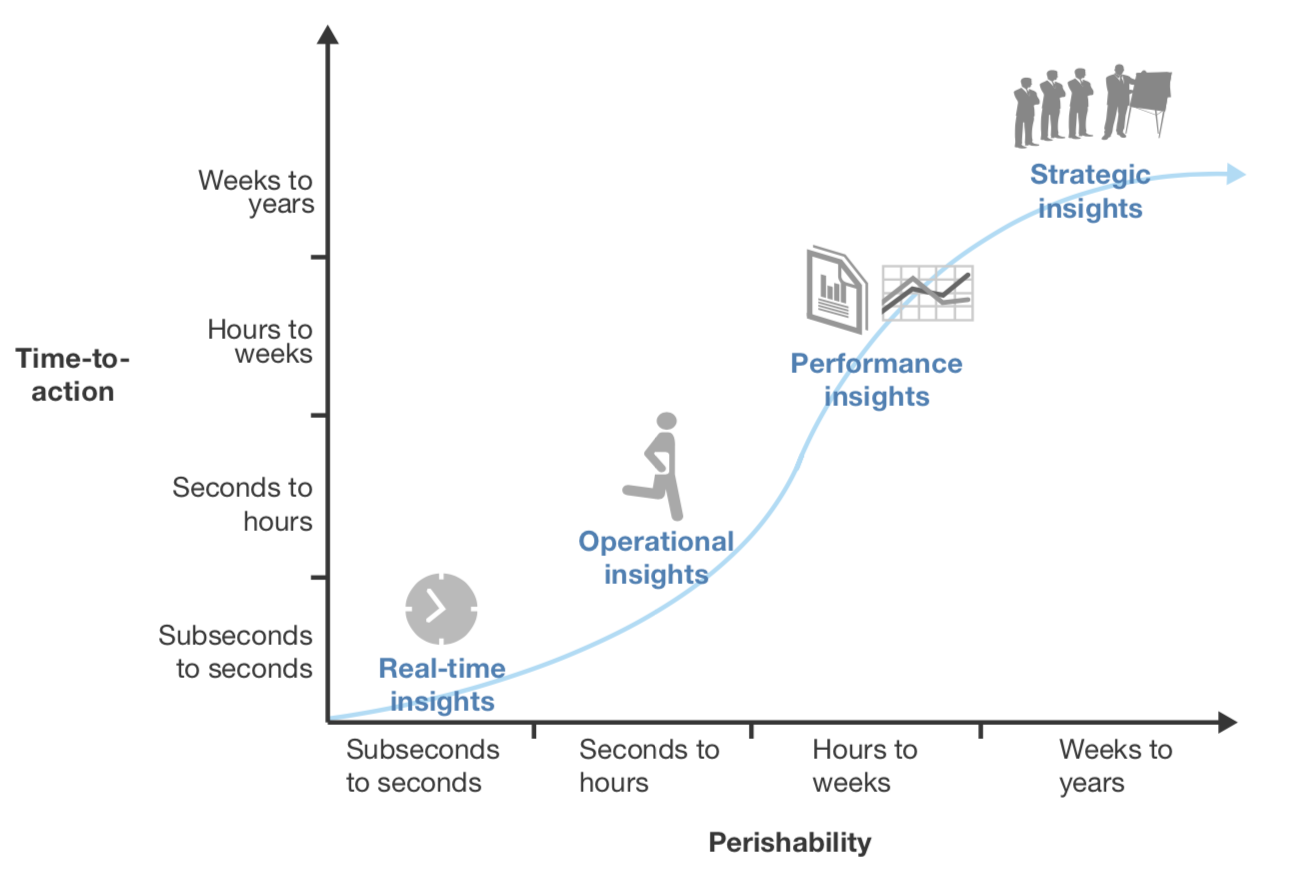 Strategic
insights
Weeks to
years
Hours to
weeks
Time-to-
action
Performance
insights
Seconds to
hours
Operational
insights
Subseconds
to seconds
Real-time
insights
Subseconds
to seconds
Seconds to
hours
Hours to
weeks
Weeks to
years
Perishability